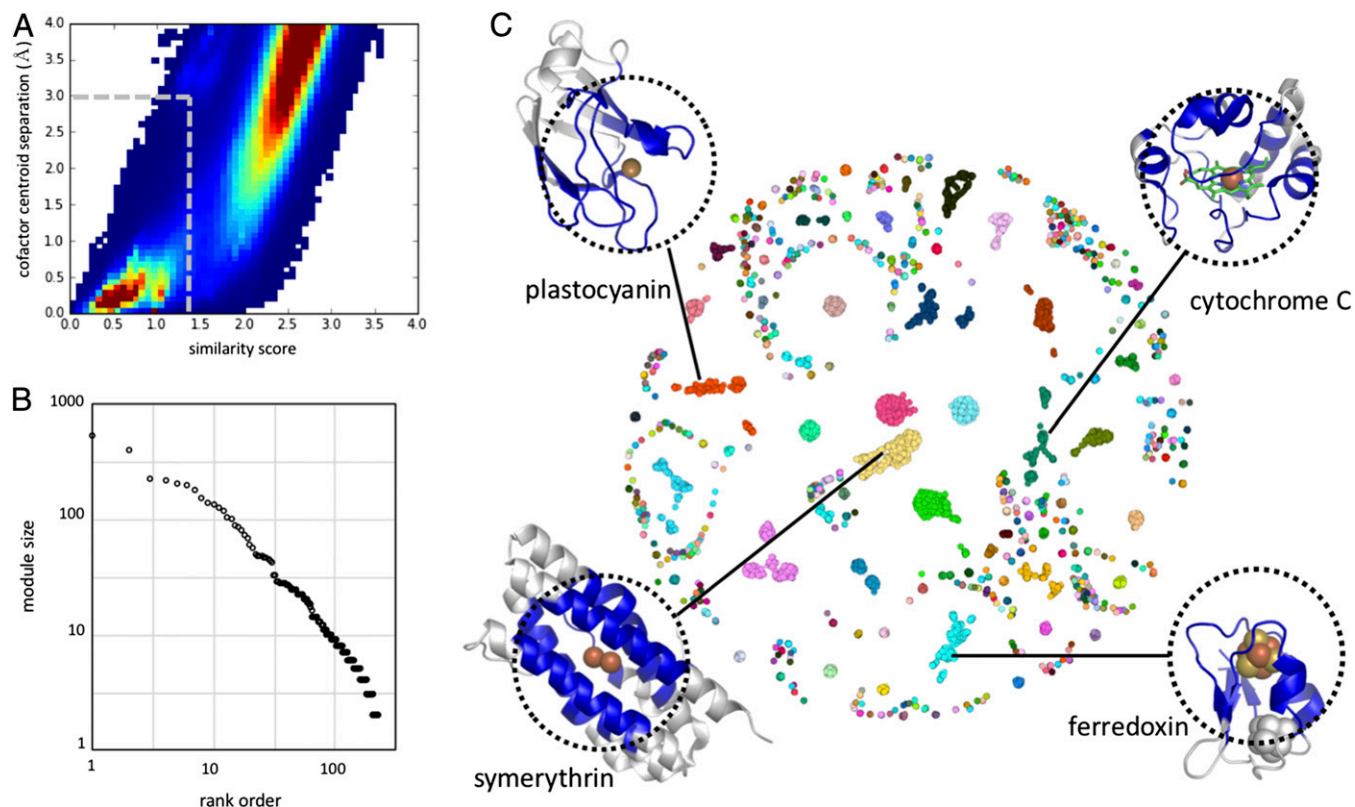 A
cofactor centroid separation (Å)
4.0
3.5
3.0
2.5
2.0
1.5
1.0
0.5
0.0
0.0 0.5 1.0 1.5 2.0 2.5 3.0 3.5 4.0
similarity score
B
module size
1000
100
10
1
1 10 100
rank order
C
plastocyanin
cytochrome C
symerythrin
ferredoxin